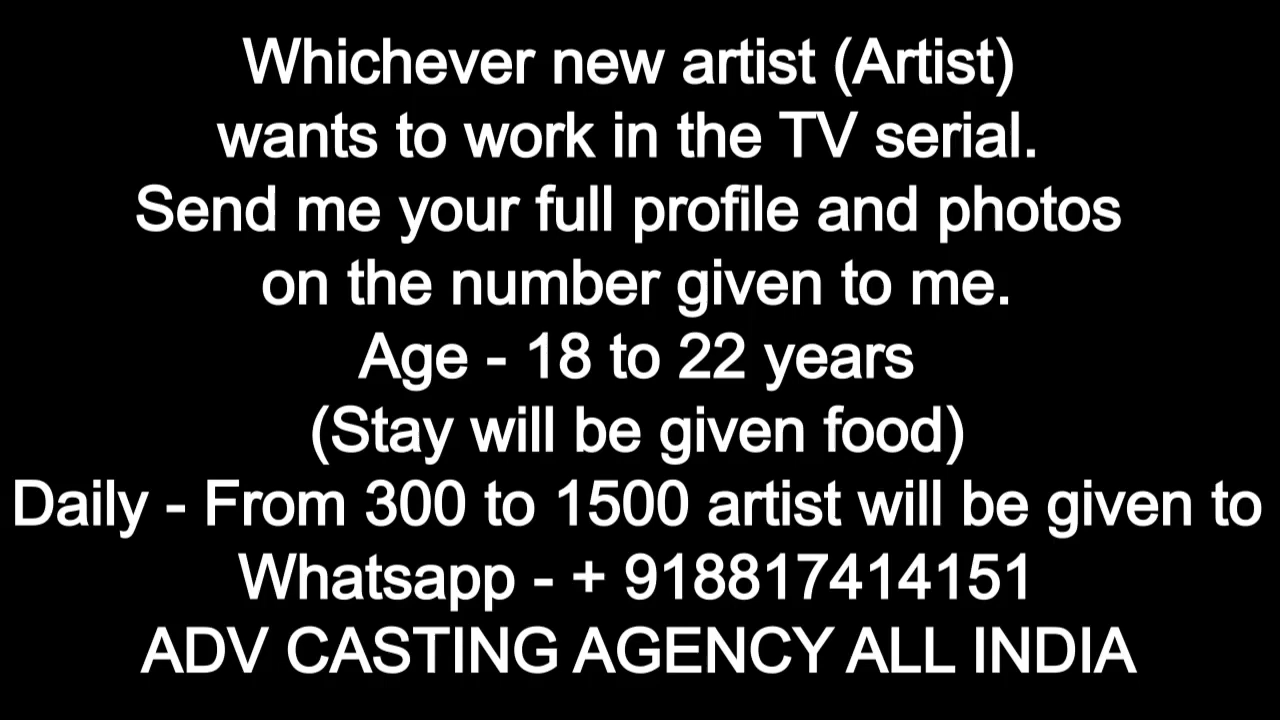 Whichever new artist (Artist)
wants to work in the TV serial.
Send me your full profile and photos
on the number given to me.
Age - 18 to 22 years
(Stay will be given food)
Daily - From 300 to 1500 artist will be given to
Whatsapp - + 918817414151
ADV CASTING AGENCY ALL INDIA